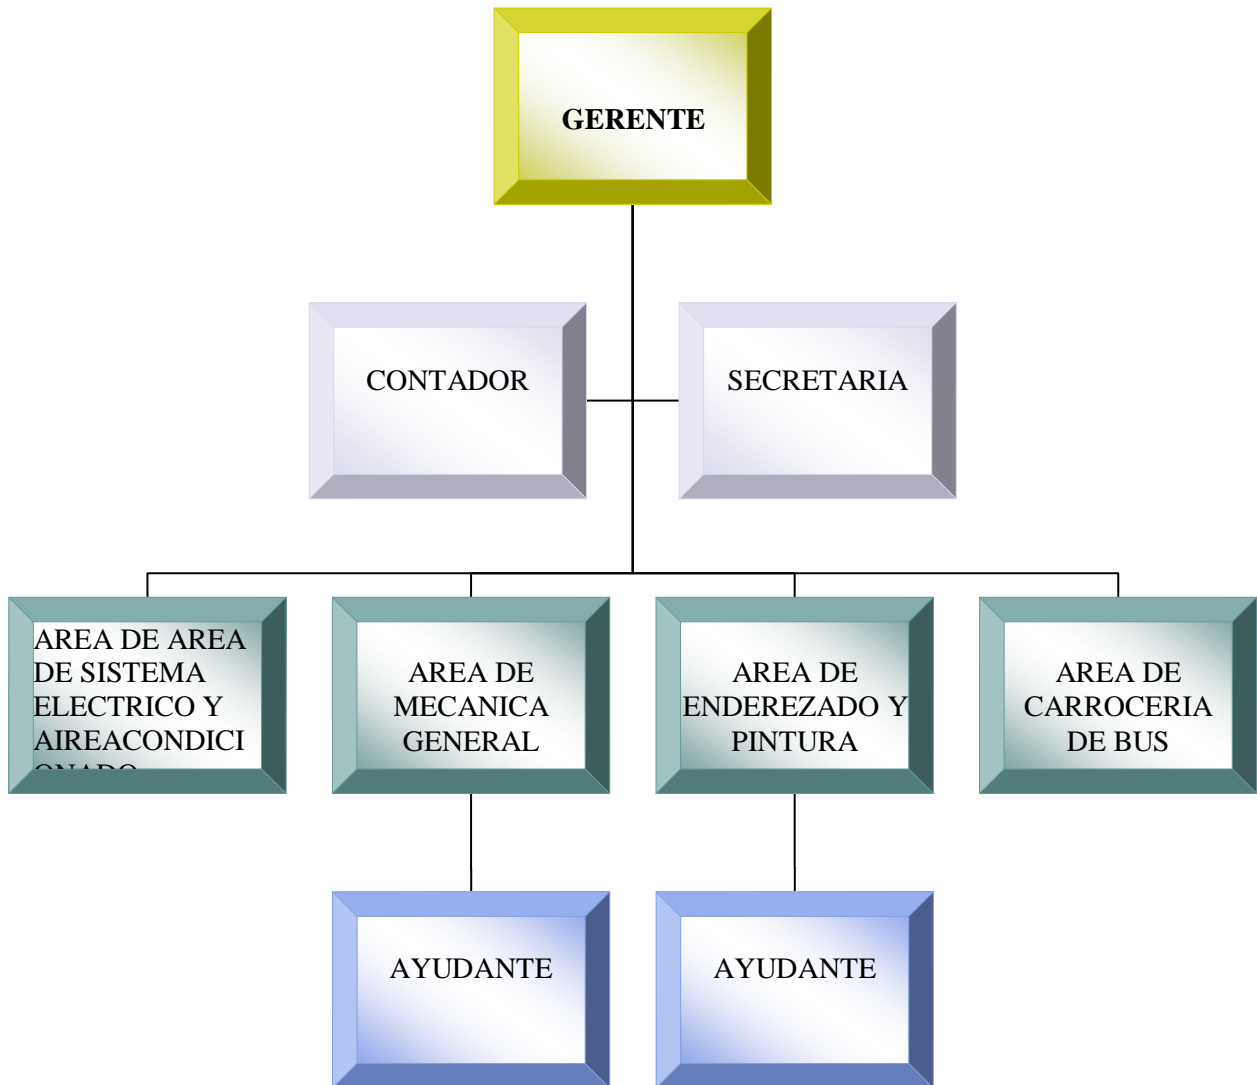 GERENTE
CONTADOR
SECRETARIA
AREA DE AREA
DE SISTEMA
ELECTRICO Y
AIREACONDICI
ONADO
AREA DE
MECANICA
GENERAL
AREA DE
ENDEREZADO Y
PINTURA
AREA DE
CARROCERIA
DE BUS
AYUDANTE
AYUDANTE